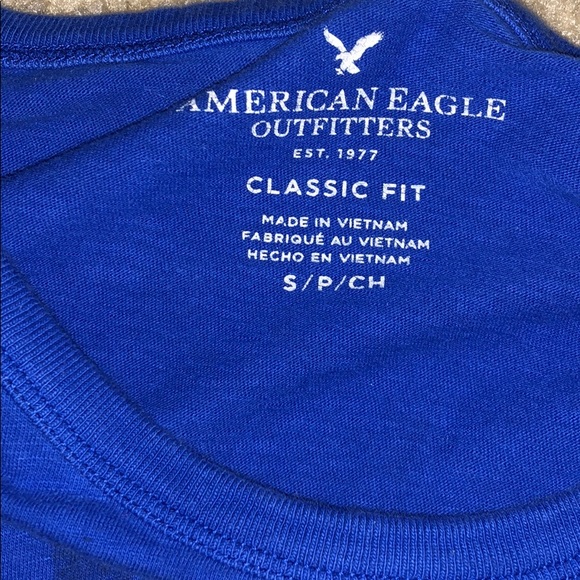 AMERICAN EAGLE
OUTFITTERS
EST. 1977
CLASSIC FIT
MADE IN VIETNAM
FABRIQUÉ AU VIETNAM
HECHO EN VIETNAM
S/P/CH